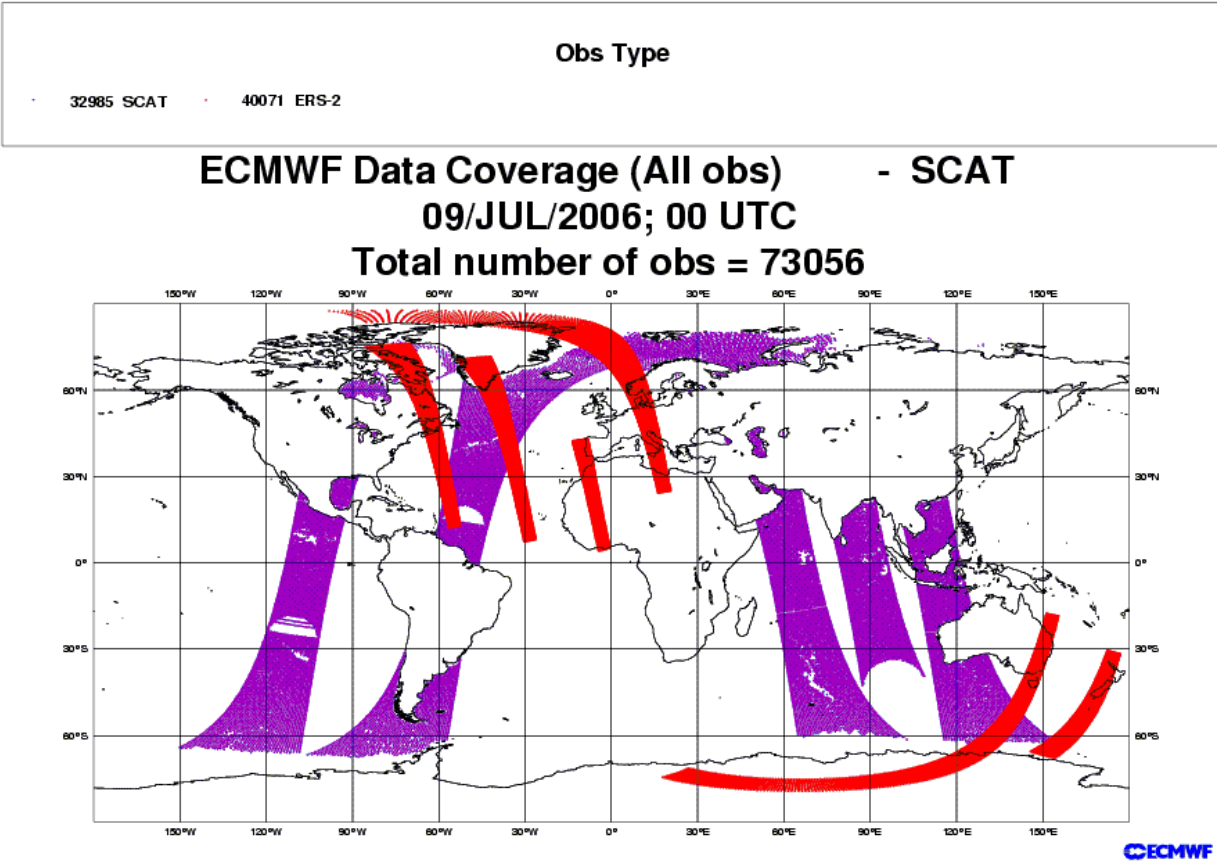 Obs Type
32985 SCAT 40071 ERS-2
ECMWF Data Coverage (All obs) - SCAT
09/JUL/2006; 00 UTC
Total number of obs = 73056
150°W 120°W 90°W 60°W 30°W 0° 30°E 60°E 90°E 120°E 150°E
60°N 60°N
30°N 30°N
0° 0°
30°S 30°S
60°S 60°S
150°W 120°W 90°W 60°W 30°W 0° 30°E 60°E 90°E 120°E 150°E
ECMWF